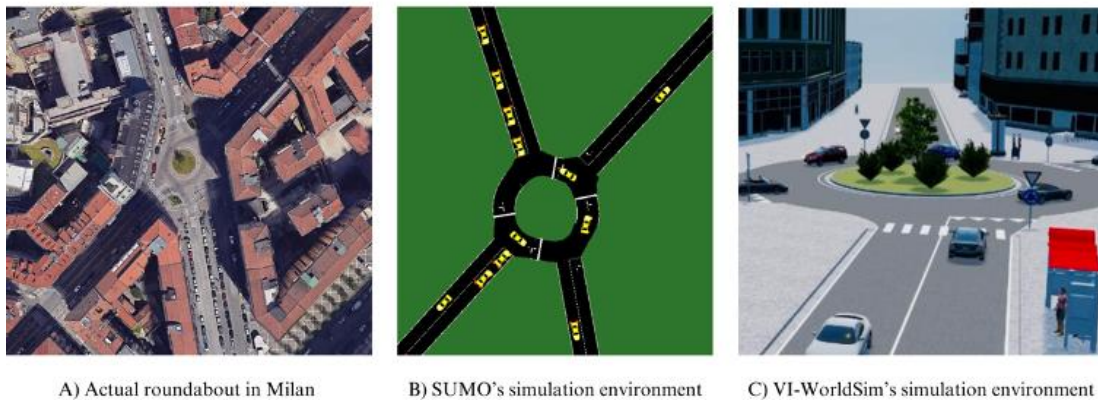 A) Actual roundabout in Milan
B) SUMO's simulation environment
C) VI-WorldSim's simulation environment